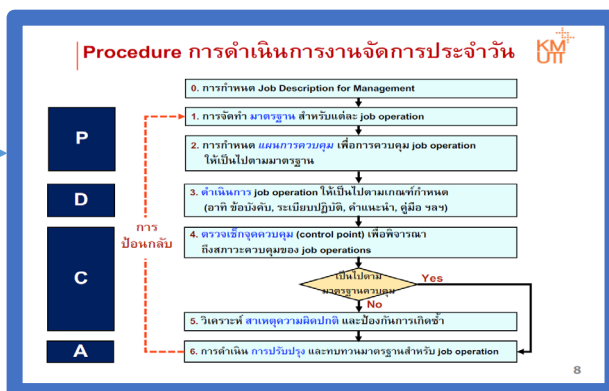 Procedure การดำเนินการงานจัดการประจำวัน
KMUTT
0. การกำหนด Job Description for Management
P
1. การจัดทำ มาตรฐาน สำหรับแต่ละ job operation
2. การกำหนด แผนการควบคุม เพื่อการควบคุม job operation
ให้เป็นไปตามมาตรฐาน
D
3. ดำเนินการ job operation ให้เป็นไปตามเกณฑ์กำหนด
(อาทิ ข้อบังคับ, ระเบียบปฏิบัติ, คำแนะนำ, คู่มือ ฯลฯ)
การ
ป้อนกลับ
C
4. ตรวจเช็กจุดควบคุม (control point) เพื่อพิจารณา
ถึงสภาวะควบคุมของ job operations
เป็นไปตาม
มาตรฐานควบคุม
Yes
No
5. วิเคราะห์ สาเหตุความผิดปกติ และป้องกันการเกิดซ้ำ
A
6. การดำเนิน การปรับปรุง และทบทวนมาตรฐานสำหรับ job operation
8